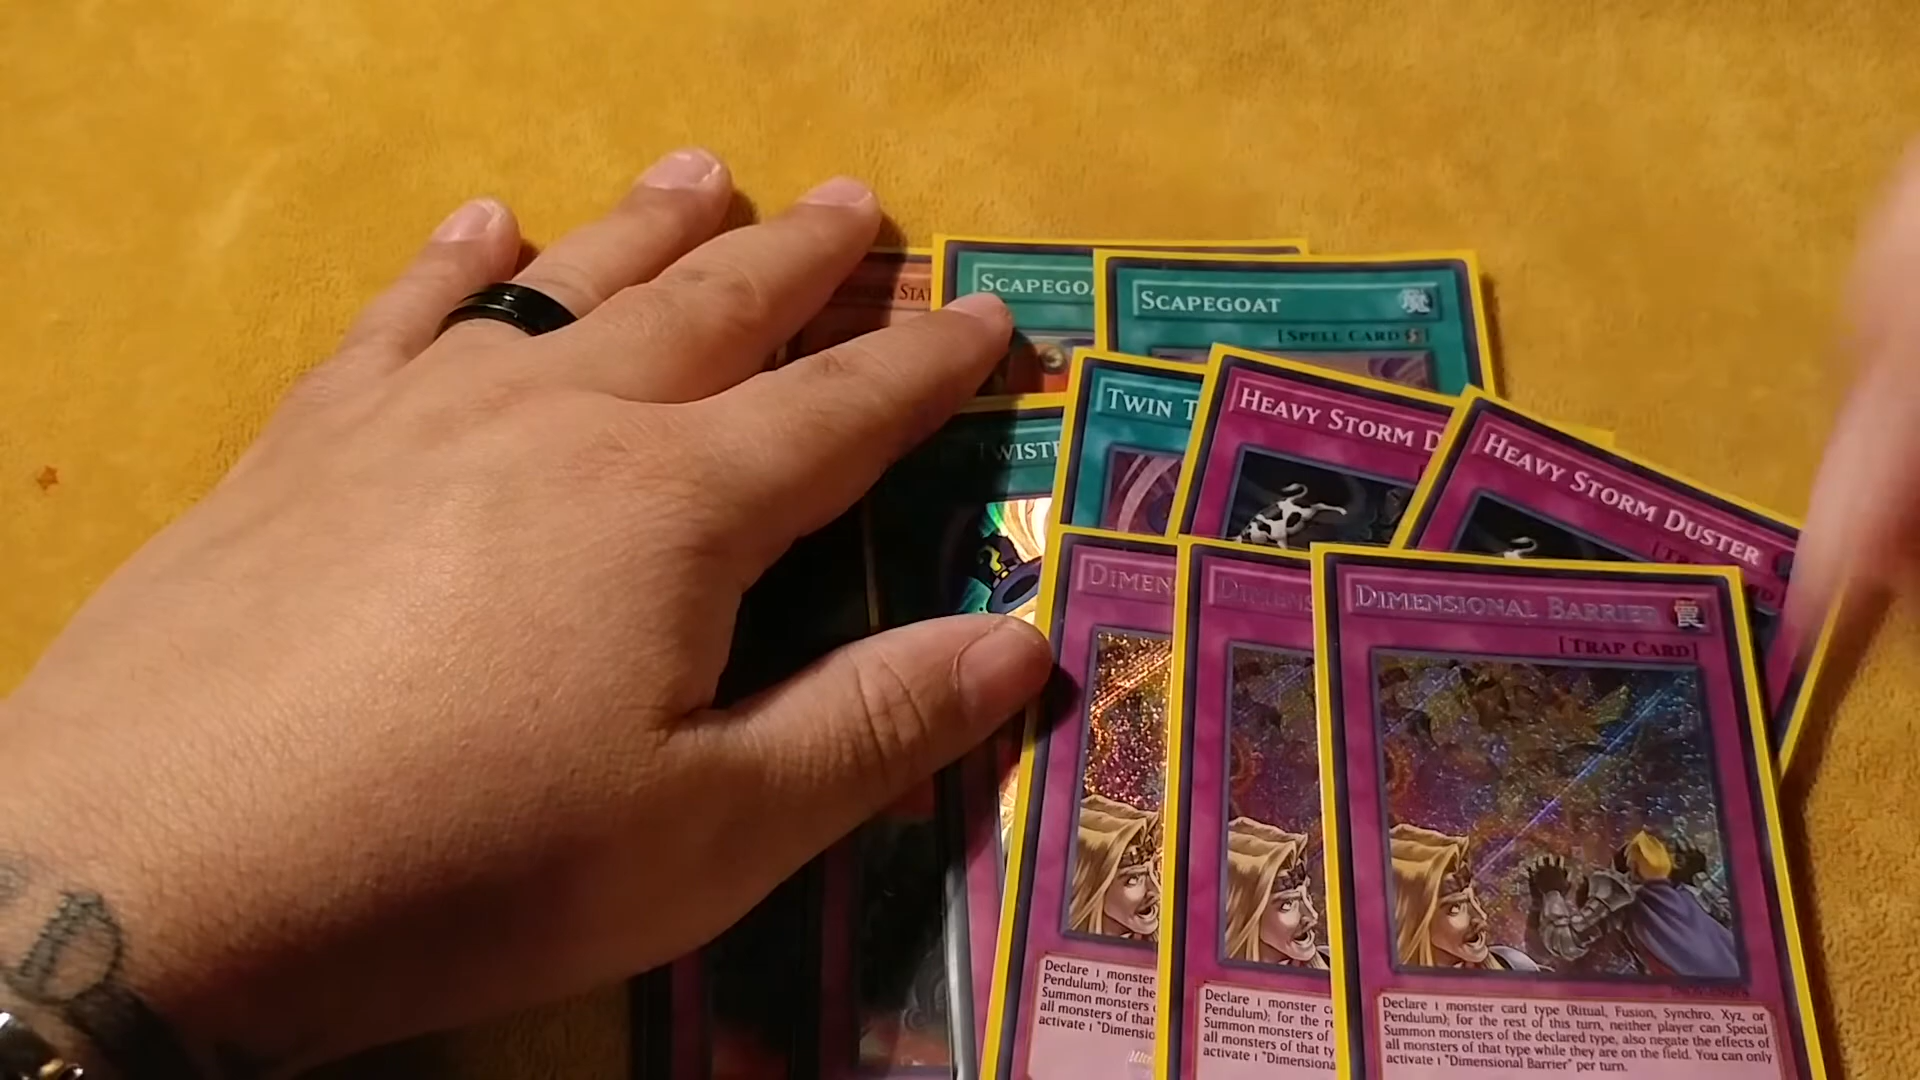 STAT
SCAPEGOA
SCAPEGOAT
[SPELL CARD]
TWISTE
TWIN T
HEAVY STORM D
HEAVY STORM DUSTER
DIMEN
DIMENS
DIMENSIONAL BARRIER
罠
[TRAP CARD]
Declare 1 monster
Pendulum); for the
Summon monsters
all monsters of that
activate 1 "Dimensio
Declare 1 monster c
Pendulum); for the re
Summon monsters of
all monsters of that ty
activate 1 "Dimensiona
Declare 1 monster card type (Ritual, Fusion, Synchro, Xyz, or
Pendulum); for the rest of this turn, neither player can Special
Summon monsters of the declared type, also negate the effects of
all monsters of that type while they are on the field. You can only
activate 1 "Dimensional Barrier" per turn.